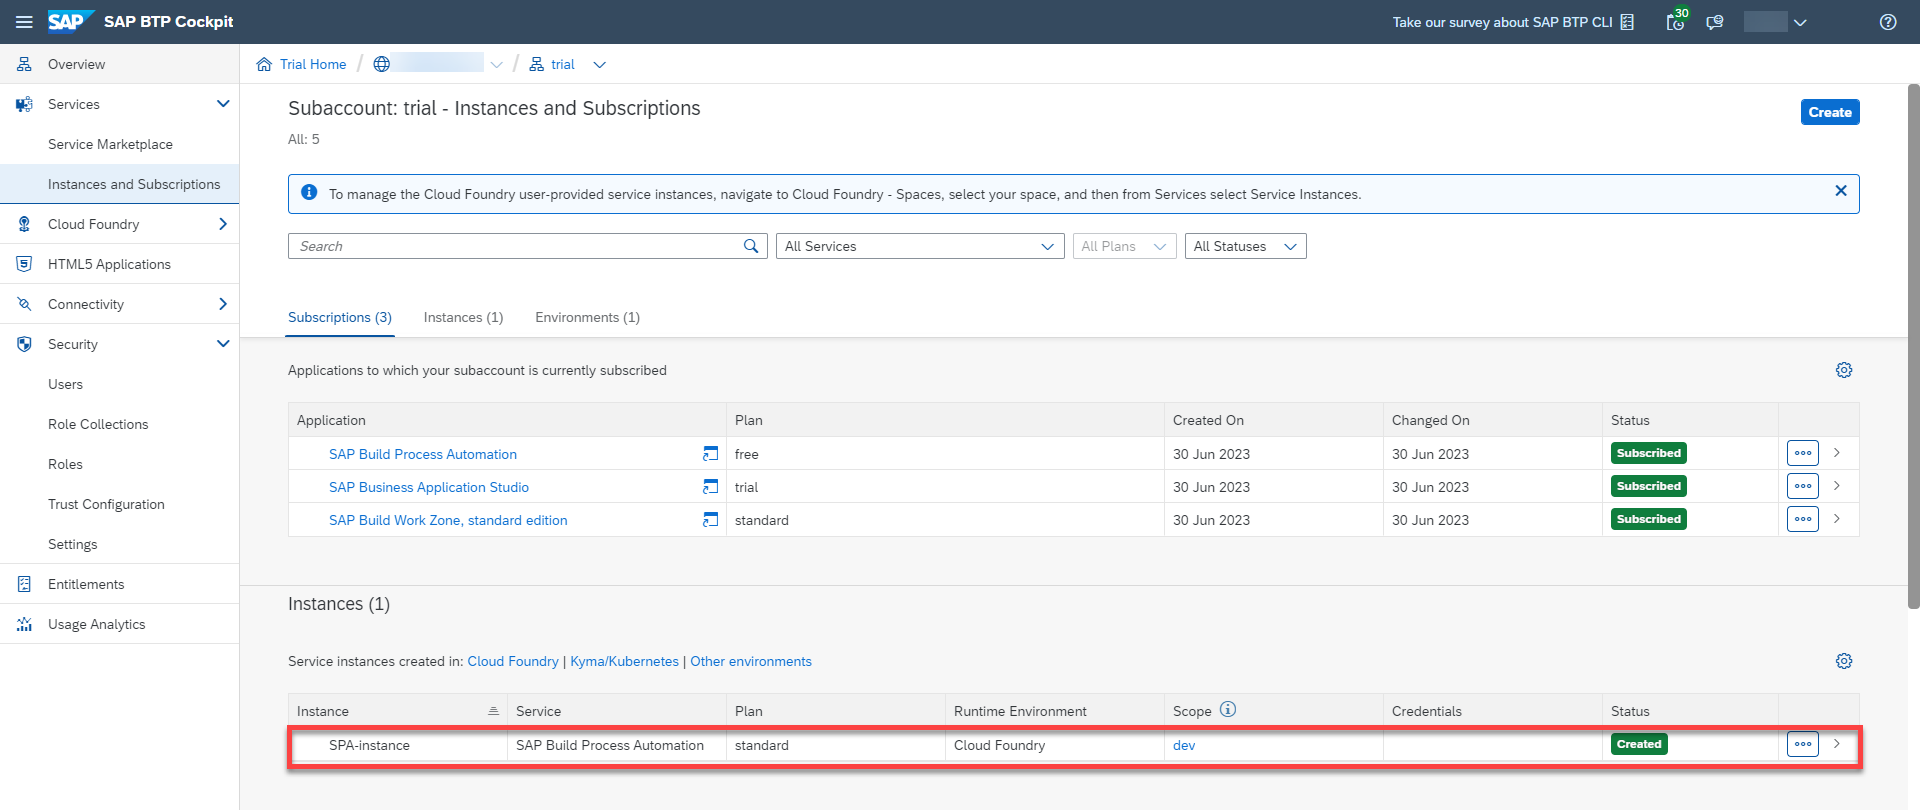 SAP SAP BTP Cockpit
Take our survey about SAP BTP CLI
30
Overview
Services
Service Marketplace
Instances and Subscriptions
Cloud Foundry
HTML5 Applications
Connectivity
Security
Users
Role Collections
Roles
Trust Configuration
Settings
Entitlements
Usage Analytics
Trial Home / / trial
Subaccount: trial - Instances and Subscriptions
Create
All: 5
To manage the Cloud Foundry user-provided service instances, navigate to Cloud Foundry - Spaces, select your space, and then from Services select Service Instances.
Search All Services All Plans All Statuses
Subscriptions (3) Instances (1) Environments (1)
Applications to which your subaccount is currently subscribed
Application Plan Created On Changed On Status
SAP Build Process Automation free 30 Jun 2023 30 Jun 2023 Subscribed
SAP Business Application Studio trial 30 Jun 2023 30 Jun 2023 Subscribed
SAP Build Work Zone, standard edition standard 30 Jun 2023 30 Jun 2023 Subscribed
Instances (1)
Service instances created in: Cloud Foundry | Kyma/Kubernetes | Other environments
Instance Service Plan Runtime Environment Scope Credentials Status
SPA-instance SAP Build Process Automation standard Cloud Foundry dev Created